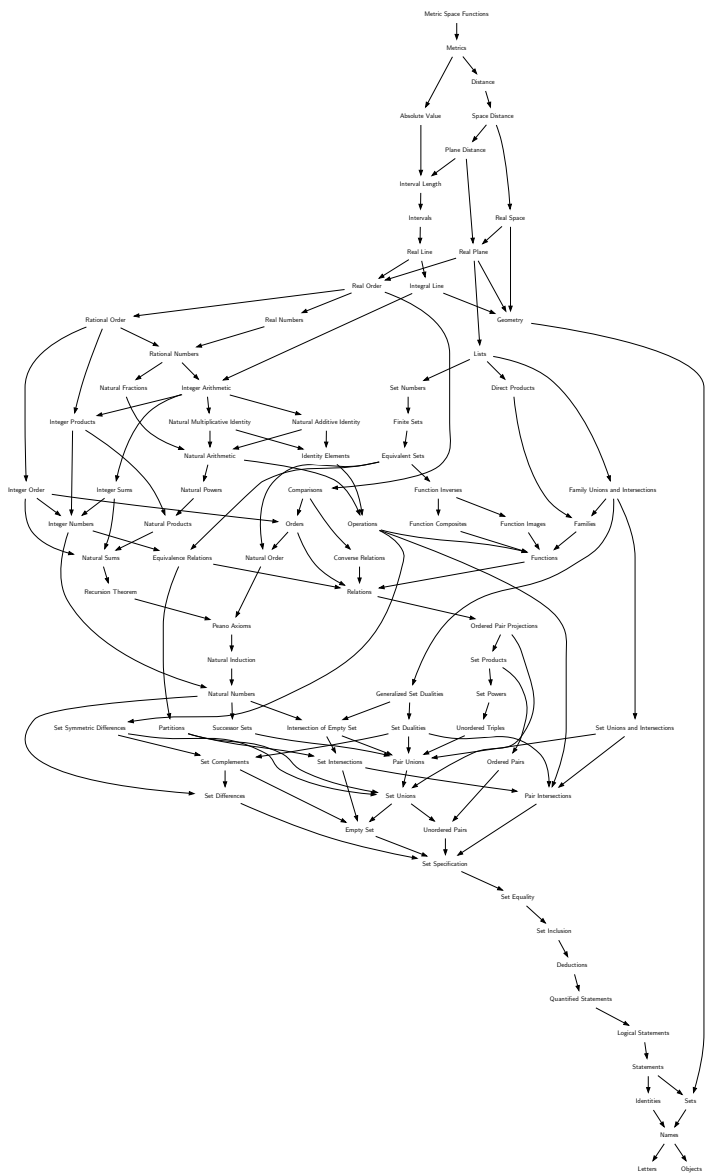 Metric Space Functions
Metrics
Distance
Absolute Value
Space Distance
Plane Distance
Interval Length
Intervals
Real Space
Real Line
Real Plane
Real Order
Integral Line
Rational Order
Real Numbers
Geometry
Rational Numbers
Lists
Natural Fractions
Integer Arithmetic
Set Numbers
Direct Products
Integer Products
Natural Multiplicative Identity
Natural Additive Identity
Finite Sets
Natural Arithmetic
Identity Elements
Equivalent Sets
Integer Order
Integer Sums
Natural Powers
Comparisons
Function Inverses
Family Unions and Intersections
Integer Numbers
Natural Products
Orders
Operations
Function Composites
Function Images
Families
Natural Sums
Equivalence Relations
Natural Order
Converse Relations
Functions
Recursion Theorem
Relations
Peano Axioms
Ordered Pair Projections
Natural Induction
Set Products
Natural Numbers
Generalized Set Dualities
Set Powers
Set Symmetric Differences
Partitions
Successor Sets
Intersection of Empty Set
Set Dualities
Unordered Triples
Set Unions and Intersections
Set Complements
Set Intersections
Pair Unions
Ordered Pairs
Set Differences
Set Unions
Pair Intersections
Empty Set
Unordered Pairs
Set Specification
Set Equality
Set Inclusion
Deductions
Quantified Statements
Logical Statements
Statements
Identities
Sets
Names
Letters
Objects